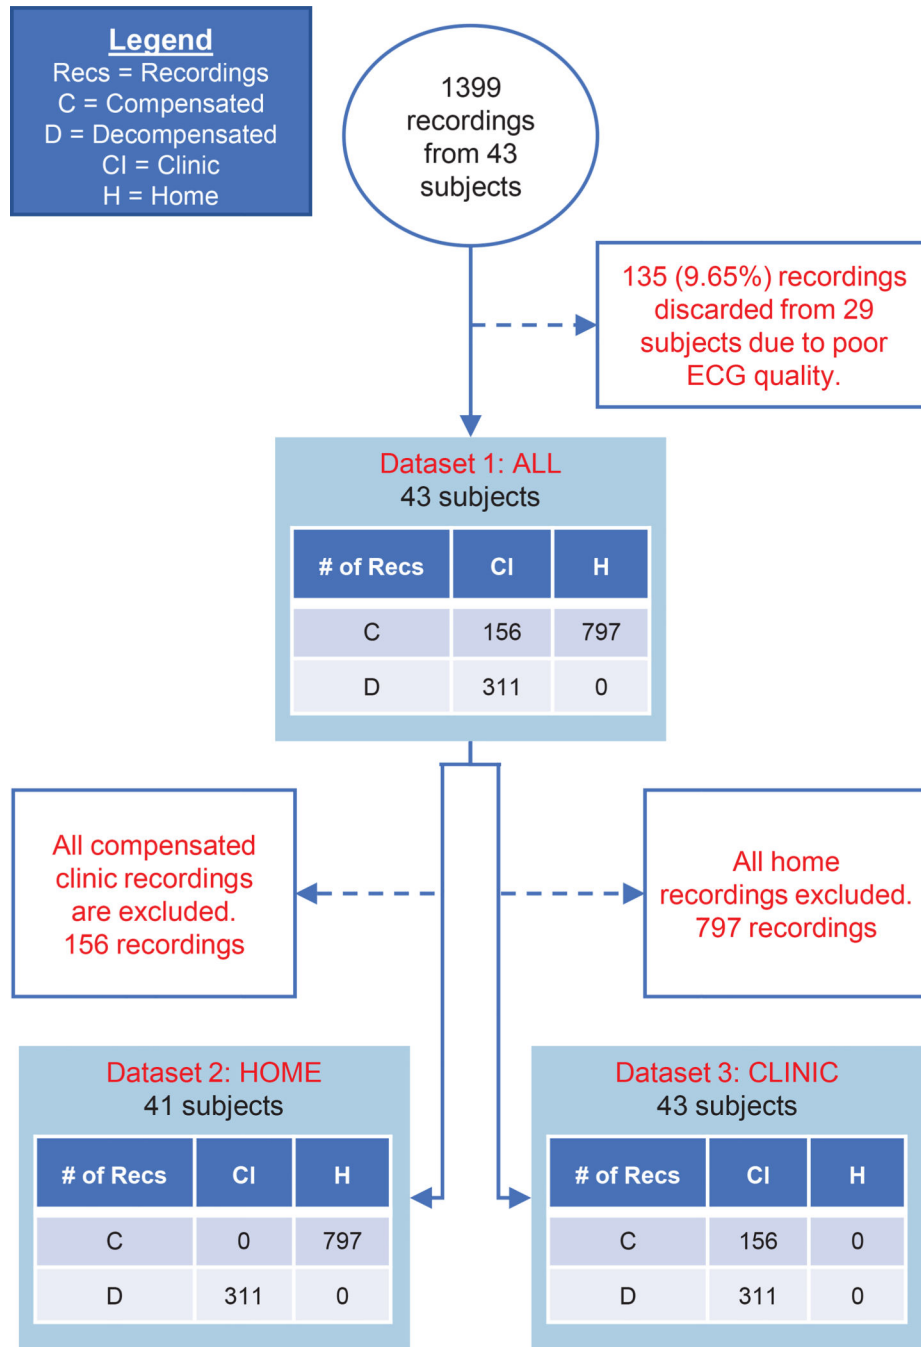 Legend
Recs = Recordings
C = Compensated
D = Decompensated
Cl = Clinic
H = Home
1399
recordings
from 43
subjects
135 (9.65%) recordings
discarded from 29
subjects due to poor
ECG quality.
Dataset 1: ALL
43 subjects
# of Recs Cl H
C 156 797
D 311 0
All compensated
clinic recordings
are excluded.
156 recordings
All home
recordings excluded.
797 recordings
Dataset 2: HOME
41 subjects
# of Recs Cl H
C 0 797
D 311 0
Dataset 3: CLINIC
43 subjects
# of Recs Cl H
C 156 0
D 311 0